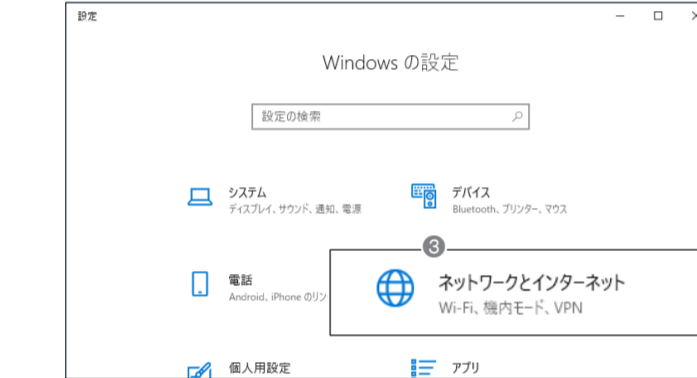 設定
Windows の設定
設定の検索
システム
ディスプレイ、サウンド、通知、電源
デバイス
Bluetooth、プリンター、マウス
3
電話
Android、iPhone のリン
ネットワークとインターネット
Wi-Fi、機内モード、VPN
個人用設定
アプリ